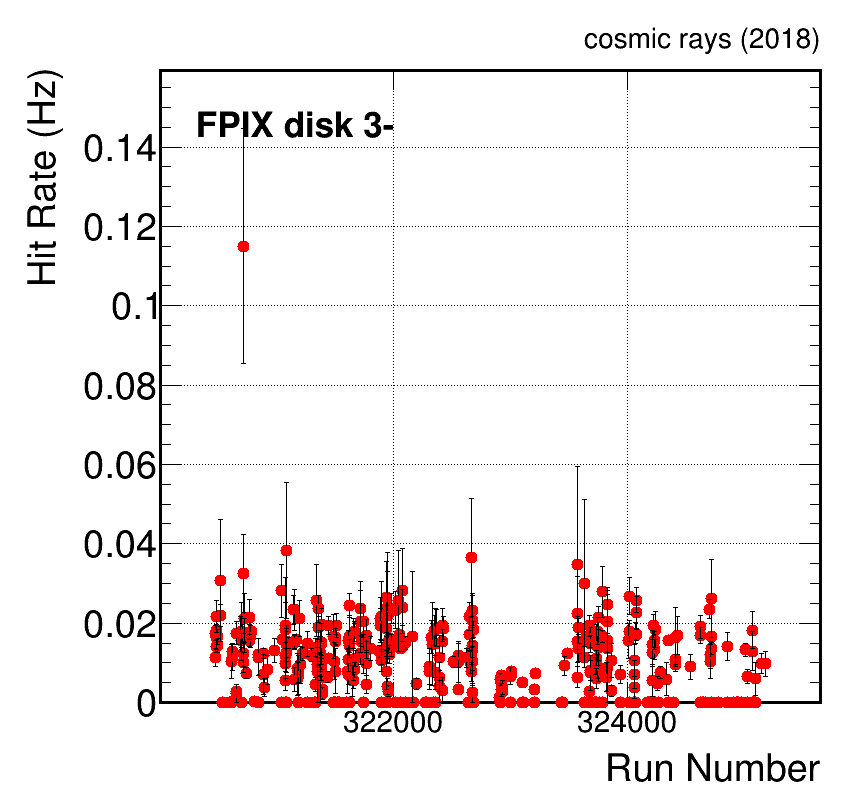 cosmic rays (2018)
Hit Rate (Hz)
FPIX disk 3-
0.14
0.12
0.1
0.08
0.06
0.04
0.02
0
322000 324000
Run Number